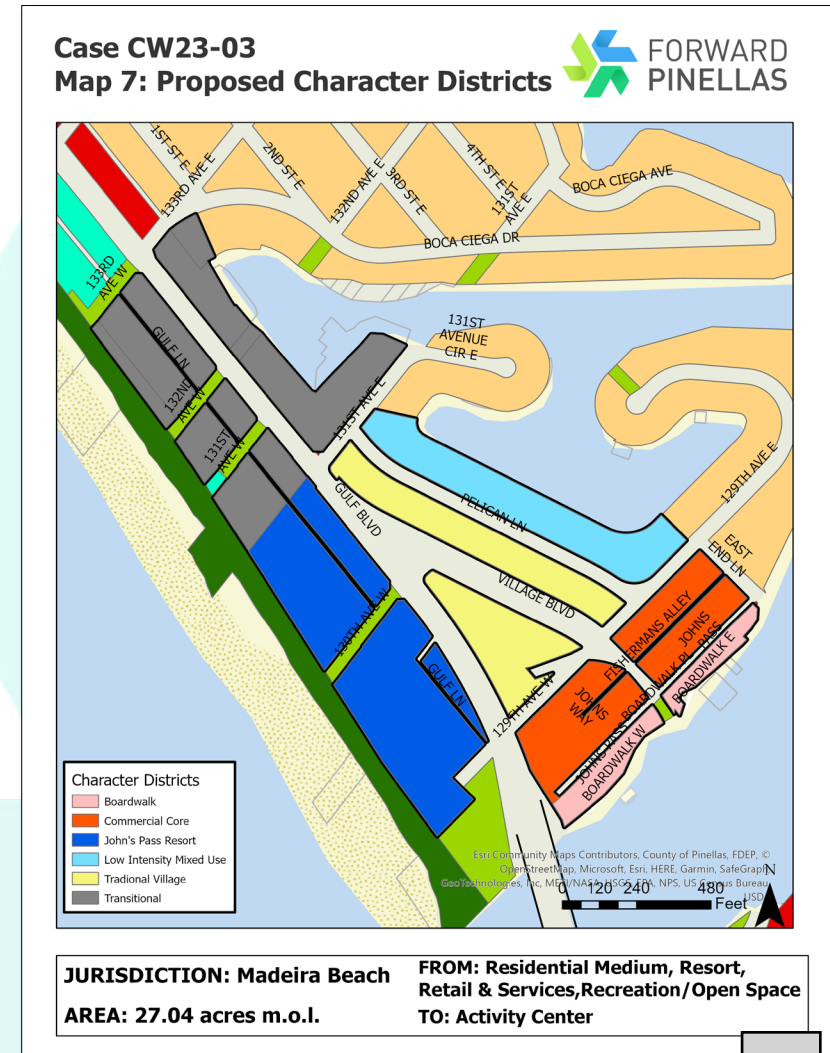 Case CW23-03
Map 7: Proposed Character Districts
FORWARD
PINELLAS
1ST ST E
133RD AVE E
2ND ST E
132ND AVE E
3RD ST E
4TH ST E
131ST
AVE E
BOCA CIEGA AVE
BOCA CIEGA DR
133RD
AVE W
GULF LN
132ND
AVE W
131ST
AVE W
131ST
AVENUE
CIR E
131ST AVE E
GULF BLVD
PELICAN LN
VILLAGE BLVD
129TH AVE E
EAST
END LN
130TH AVE W
GULF LN
129TH AVE W
FISHERMANS ALLEY
JOHNS
WAY
JOHNS PASS
BOARDWALK PL
BOARDWALK E
JOHNS PASS
BOARDWALK W
Character Districts
Boardwalk
Commercial Core
John's Pass Resort
Low Intensity Mixed Use
Tradional Village
Transitional
Esri Community Maps Contributors, County of Pinellas, FDEP, ©
OpenStreetMap, Microsoft, Esri, HERE, Garmin, SafeGraph,
GeoTechnologies, Inc, METI/NASA, USGS, EPA, NPS, US Census Bureau,
USD
N
0 120 240 480
Feet
JURISDICTION: Madeira Beach
AREA: 27.04 acres m.o.l.
FROM: Residential Medium, Resort,
Retail & Services,Recreation/Open Space
TO: Activity Center